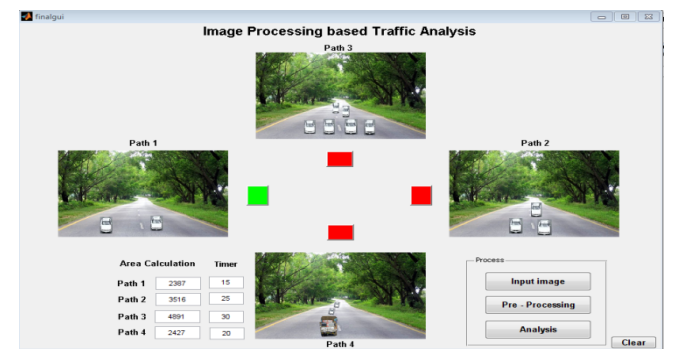 finalgui
Image Processing based Traffic Analysis
Path 3
Path 1
Path 2
Area Calculation Timer
Path 1 2387 15
Path 2 3516 25
Path 3 4891 30
Path 4 2427 20
Path 4
Process
Input image
Pre - Processing
Analysis
Clear